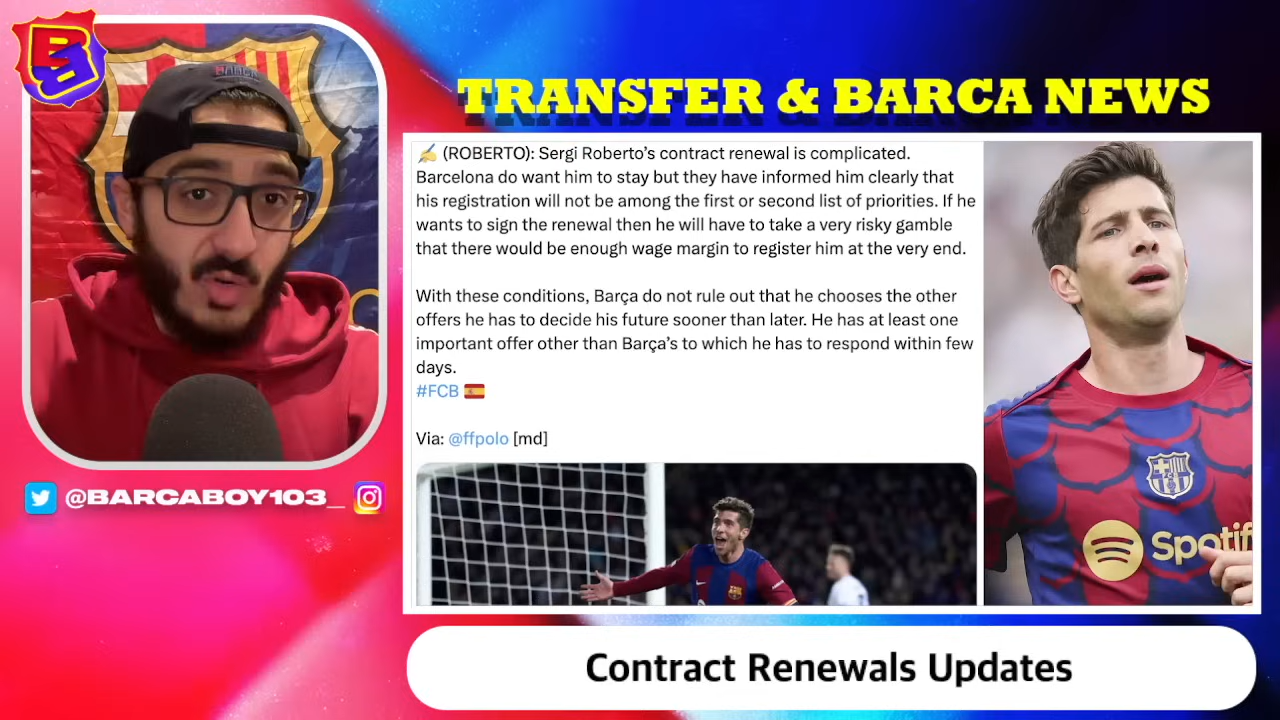 TRANSFER & BARCA NEWS
✍️ (ROBERTO): Sergi Roberto’s contract renewal is complicated.
Barcelona do want him to stay but they have informed him clearly that
his registration will not be among the first or second list of priorities. If he
wants to sign the renewal then he will have to take a very risky gamble
that there would be enough wage margin to register him at the very end.
With these conditions, Barça do not rule out that he chooses the other
offers he has to decide his future sooner than later. He has at least one
important offer other than Barça’s to which he has to respond within few
days.
#FCB 🇪🇸
Via: @ffpolo [md]
@BARCABOY103_
Spotif
Contract Renewals Updates